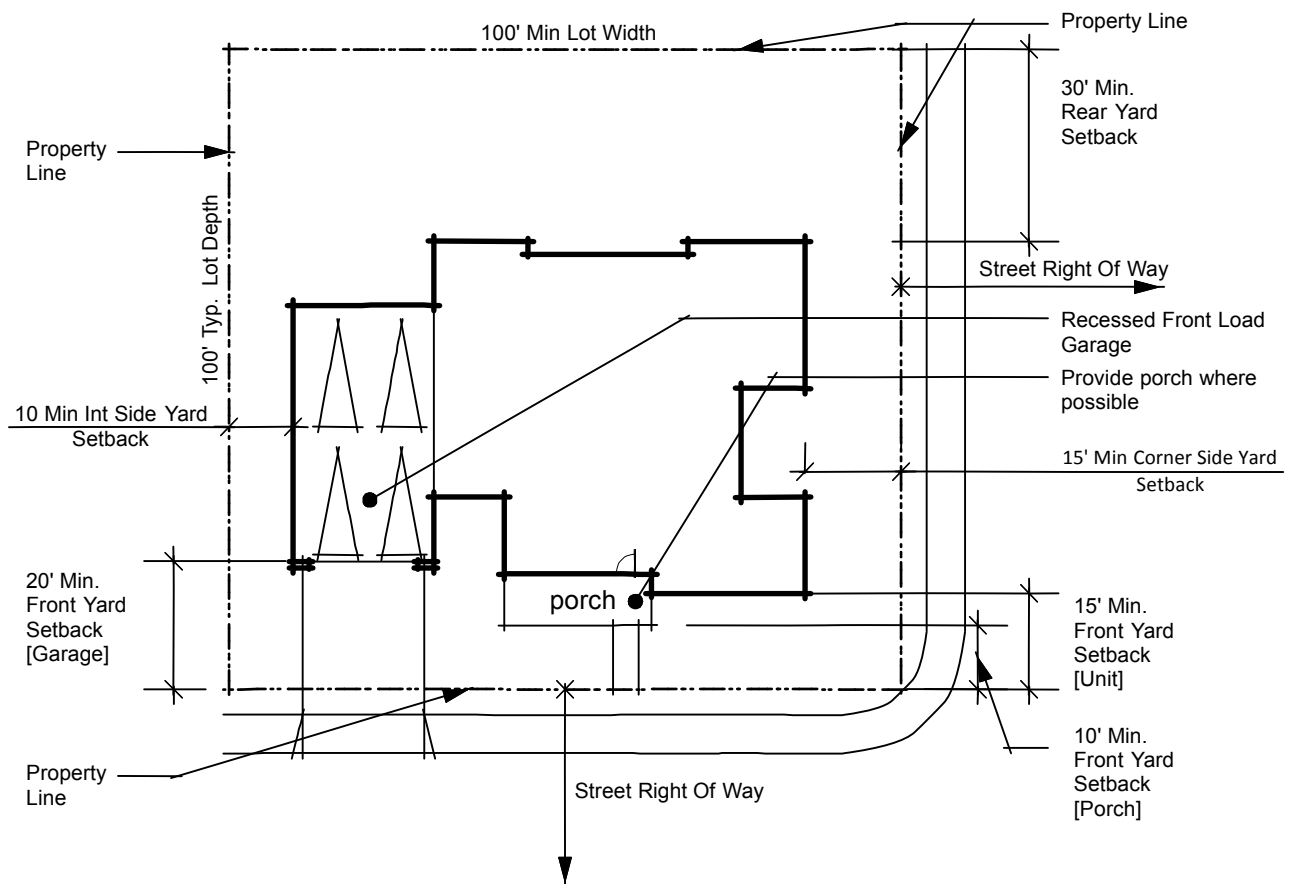 100' Min Lot Width
Property Line
30' Min.
Rear Yard
Setback
Property
Line
100' Typ. Lot Depth
Street Right Of Way
Recessed Front Load
Garage
Provide porch where
possible
10 Min Int Side Yard
Setback
15' Min Corner Side Yard
Setback
20' Min.
Front Yard
Setback
[Garage]
porch
15' Min.
Front Yard
Setback
[Unit]
10' Min.
Front Yard
Setback
[Porch]
Property
Line
Street Right Of Way